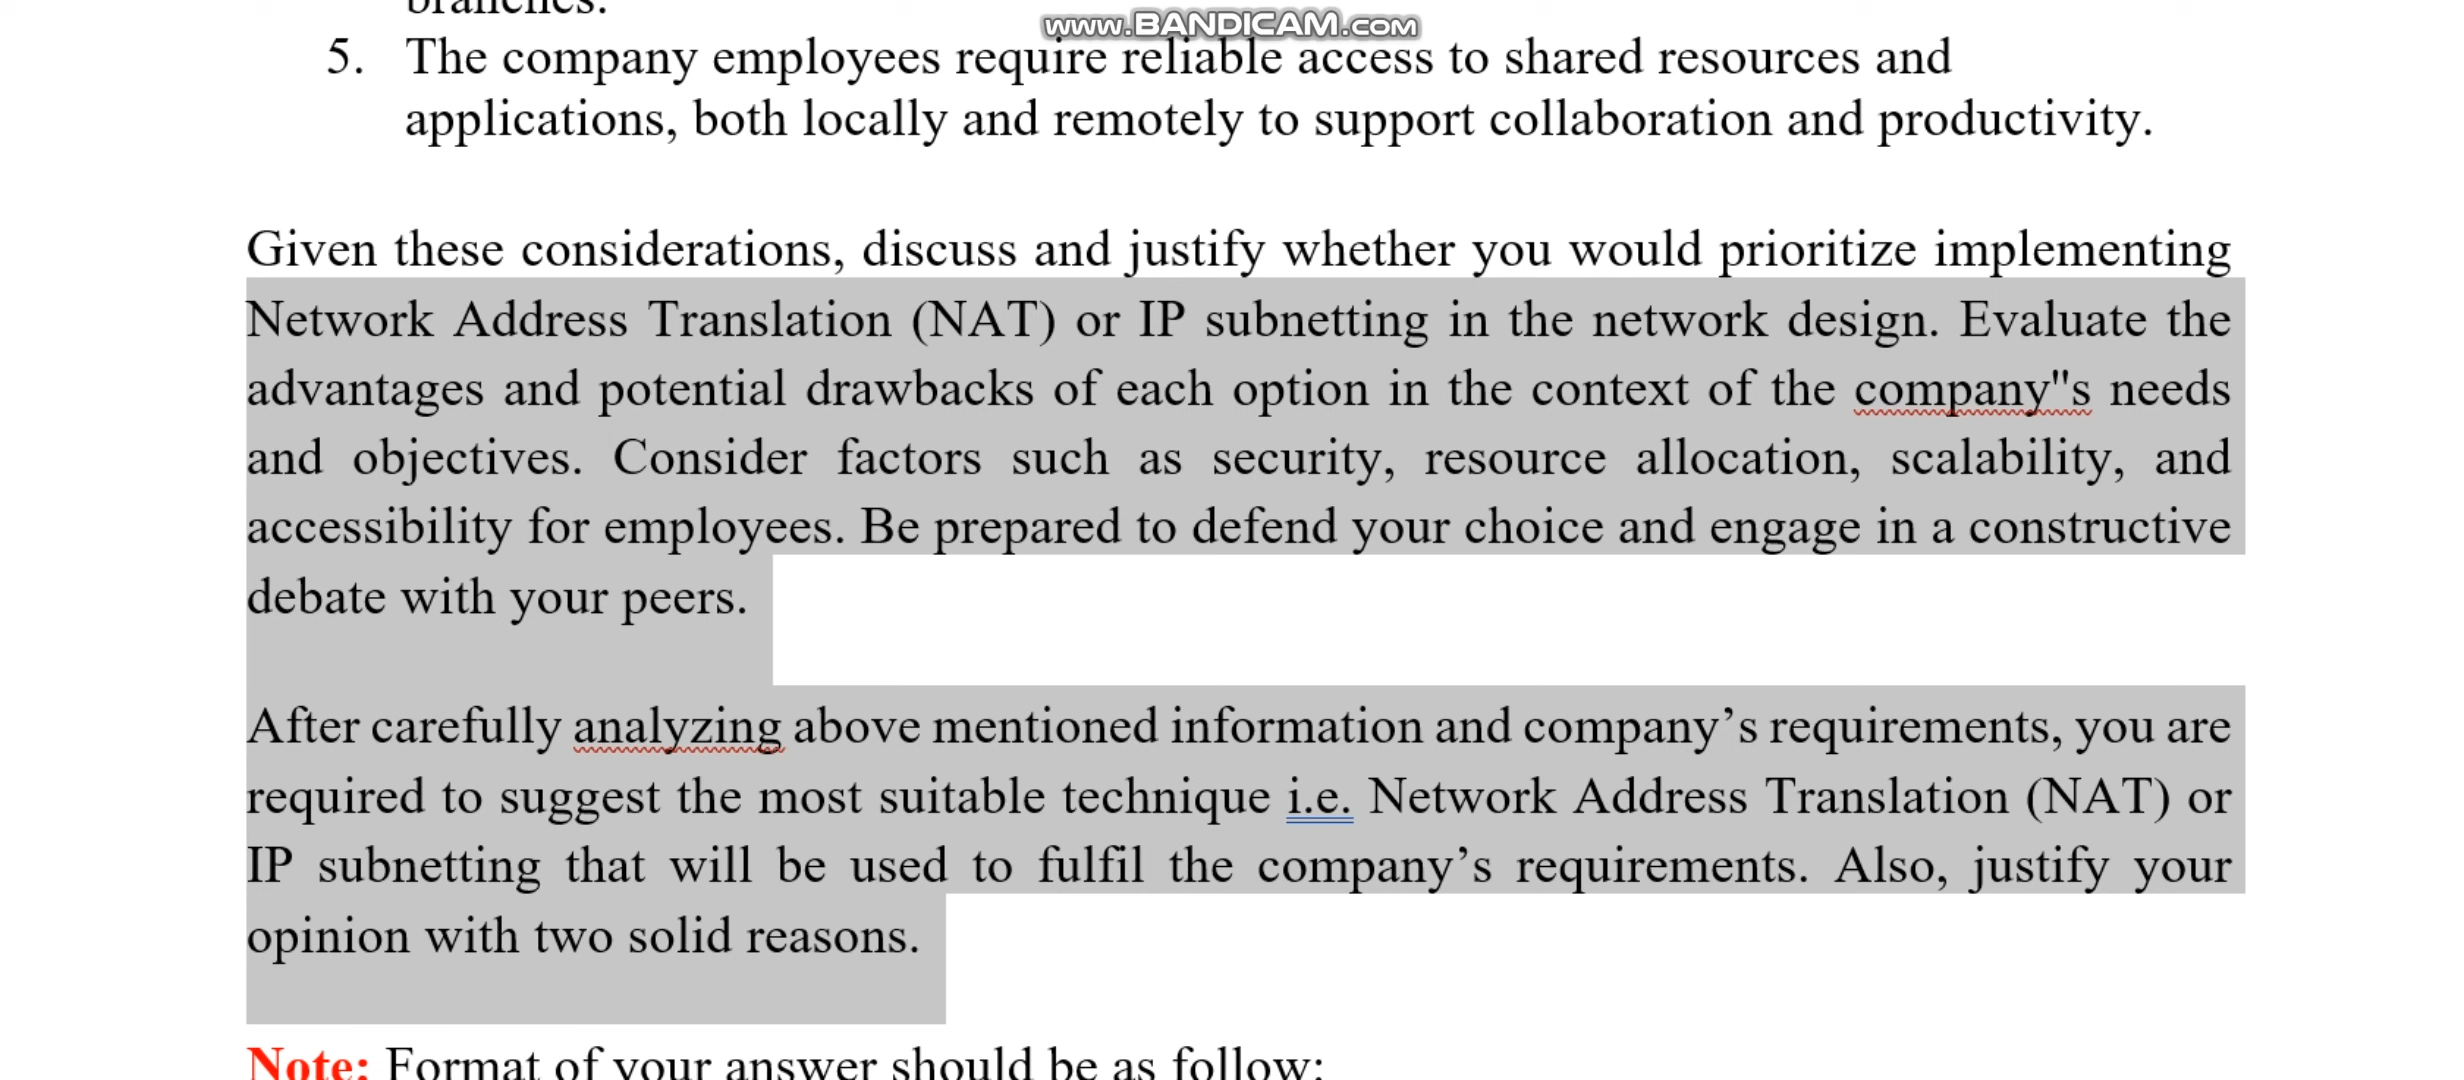 branches.
www.BANDICAM.com
5. The company employees require reliable access to shared resources and
applications, both locally and remotely to support collaboration and productivity.
Given these considerations, discuss and justify whether you would prioritize implementing
Network Address Translation (NAT) or IP subnetting in the network design. Evaluate the
advantages and potential drawbacks of each option in the context of the company"s needs
and objectives. Consider factors such as security, resource allocation, scalability, and
accessibility for employees. Be prepared to defend your choice and engage in a constructive
debate with your peers.
After carefully analyzing above mentioned information and company’s requirements, you are
required to suggest the most suitable technique i.e. Network Address Translation (NAT) or
IP subnetting that will be used to fulfil the company’s requirements. Also, justify your
opinion with two solid reasons.
Note: Format of your answer should be as follow: